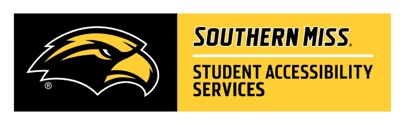 SOUTHERN MISS®
STUDENT ACCESSIBILITY
SERVICES
®